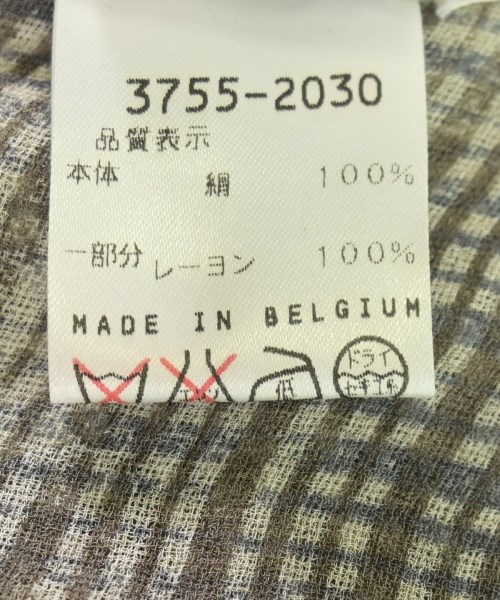 3755-2030
品質表示
本体 絹 100%
一部分 レーヨン 100%
MADE IN BELGIUM
低 ドライ